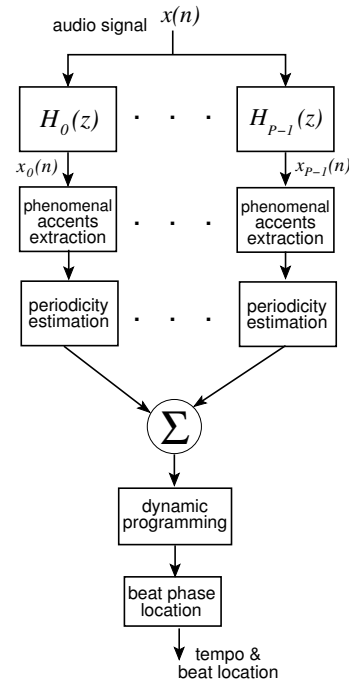 audio signal x(n)
H_0(z) . . . H_{P-1}(z)
x_0(n) x_{P-1}(n)
phenomenal
accents
extraction
. . .
phenomenal
accents
extraction
periodicity
estimation
. . .
periodicity
estimation
Σ
dynamic
programming
beat phase
location
tempo &
beat location